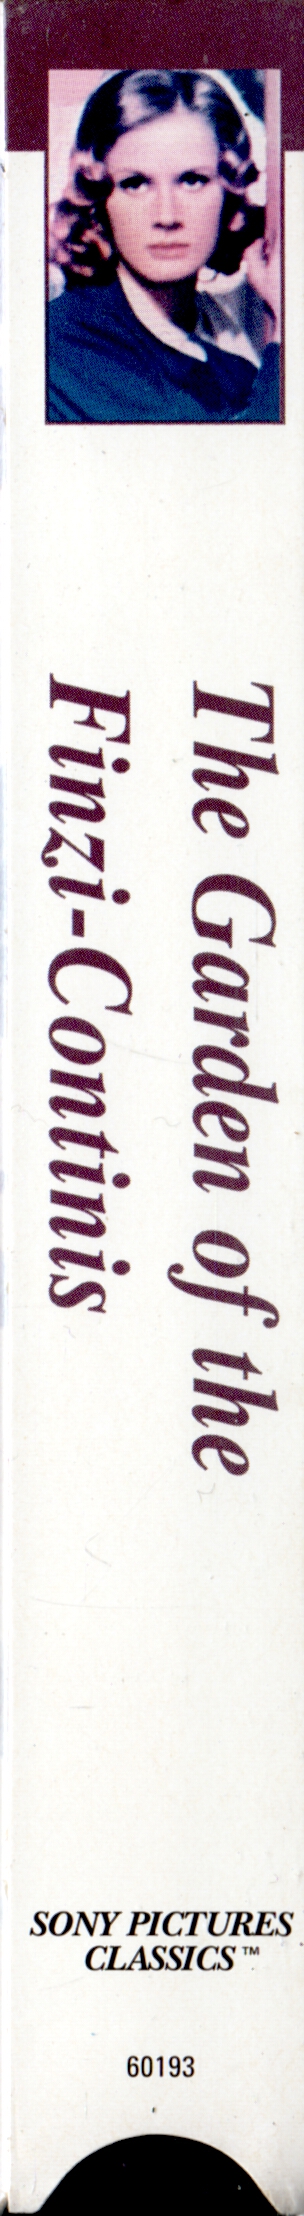 The Garden of the
Finzi-Continis
SONY PICTURES
CLASSICS™
60193